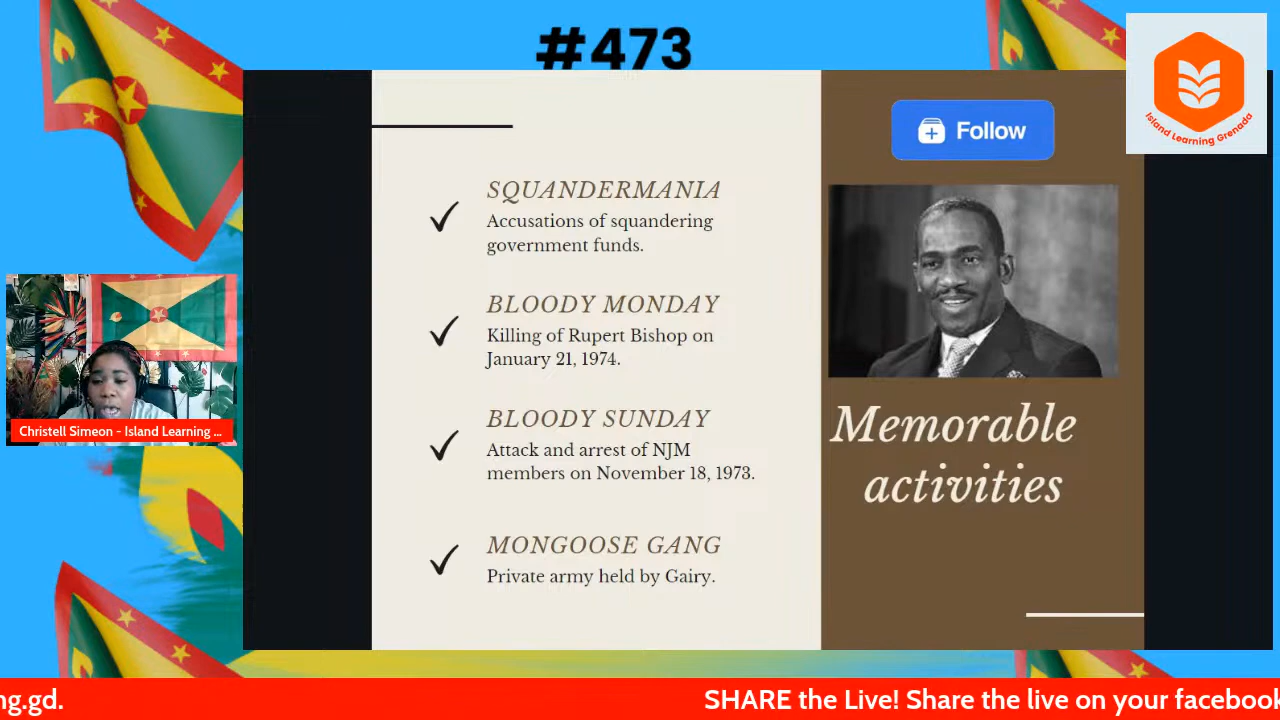 #473
Follow
Island Learning Grenada
SQUANDERMANIA
Accusations of squandering
government funds.
BLOODY MONDAY
Killing of Rupert Bishop on
January 21, 1974.
BLOODY SUNDAY
Attack and arrest of NJM
members on November 18, 1973.
MONGOOSE GANG
Private army held by Gairy.
Memorable
activities
Christell Simeon - Island Learning ...
ng.gd.
SHARE the Live! Share the live on your facebook